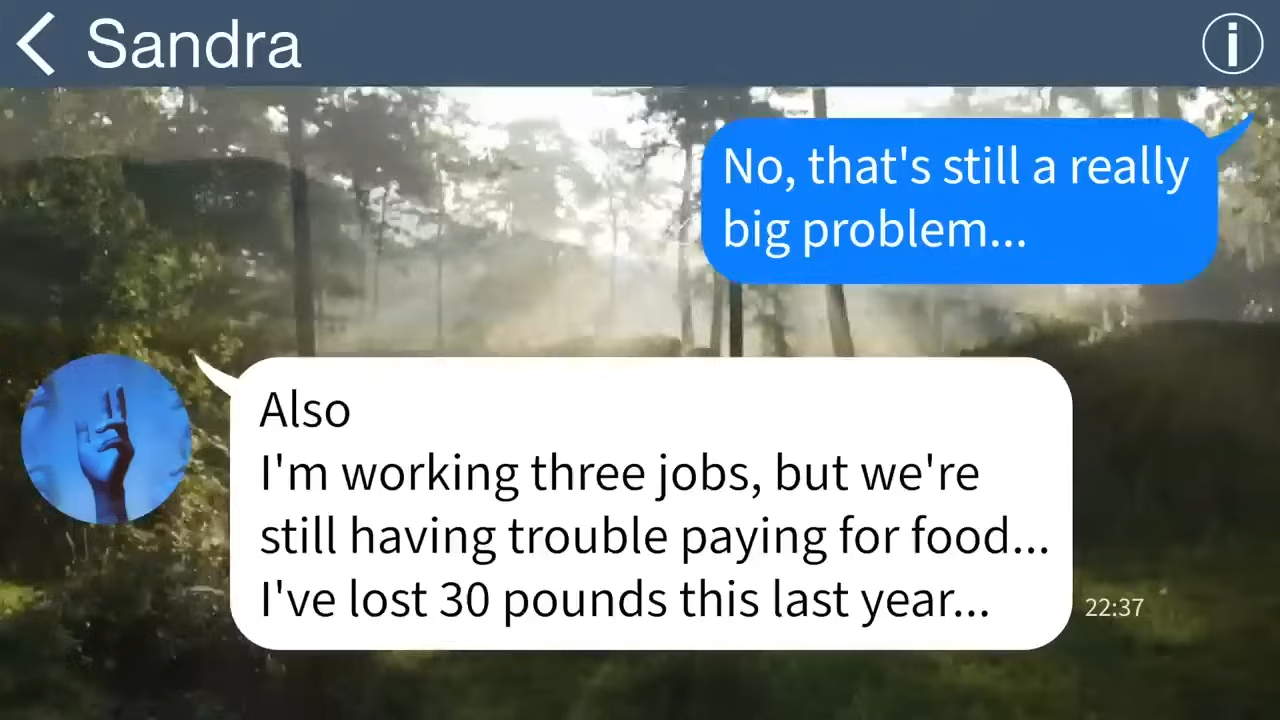 Sandra
No, that's still a really
big problem...
Also
I'm working three jobs, but we're
still having trouble paying for food...
I've lost 30 pounds this last year...
22:37